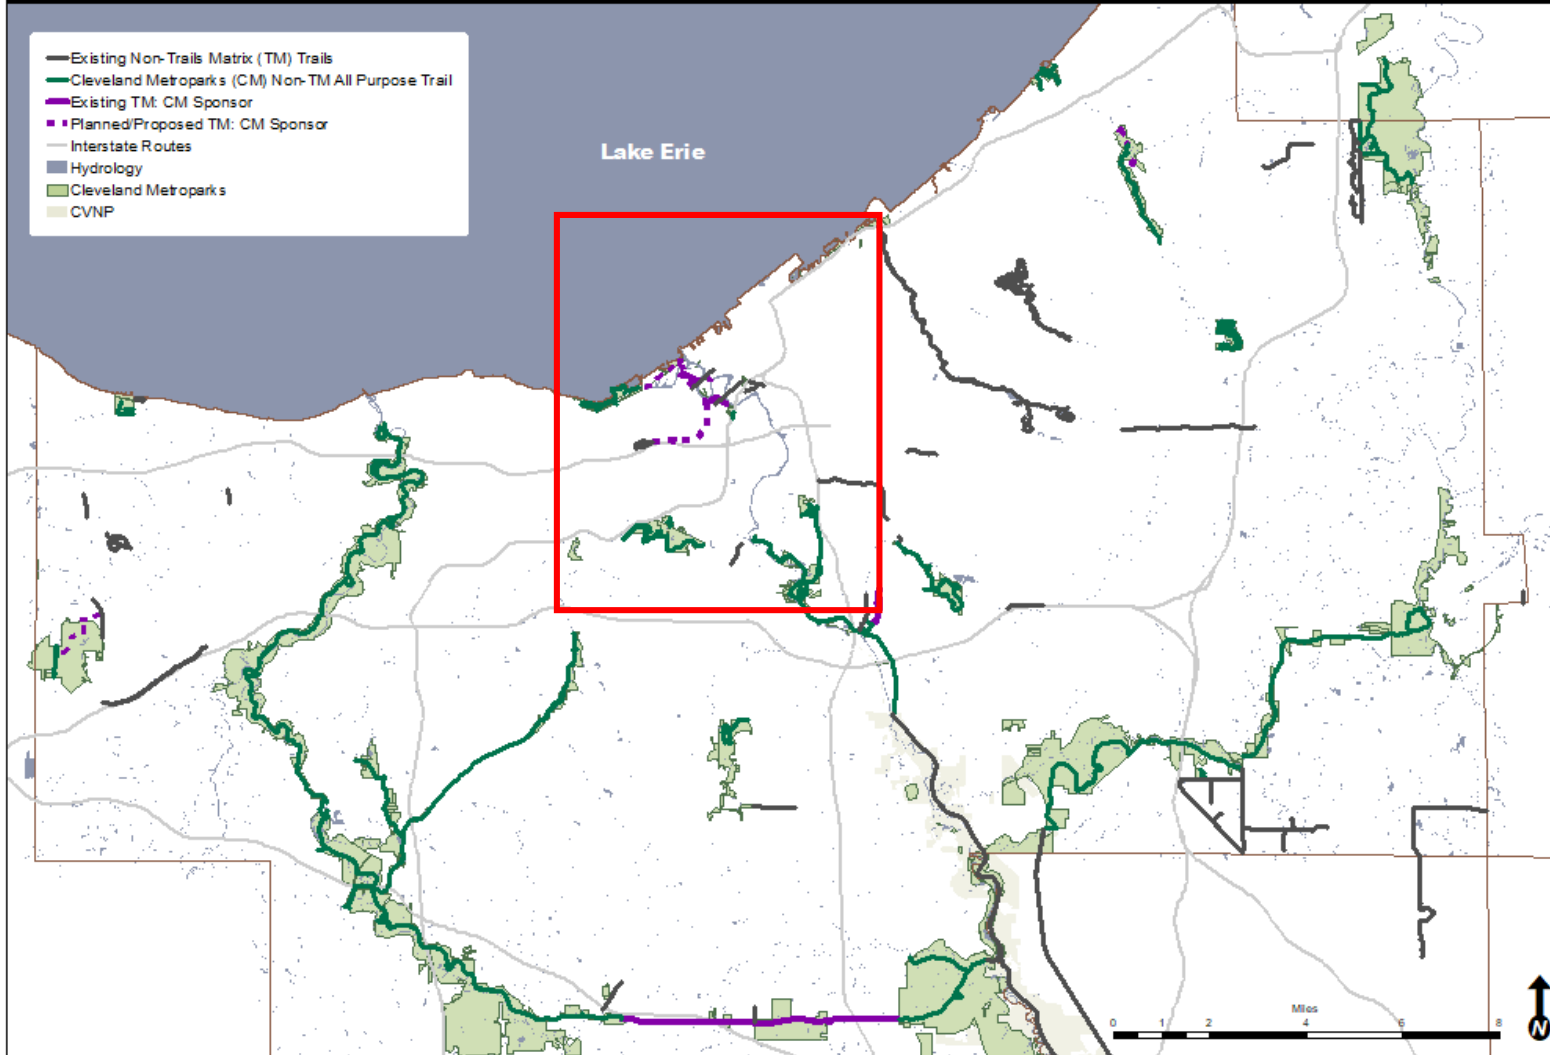 Existing Non-Trails Matrix (TM) Trails
Cleveland Metroparks (CM) Non-TM All Purpose Trail
Existing TM: CM Sponsor
Planned/Proposed TM: CM Sponsor
Interstate Routes
Hydrology
Cleveland Metroparks
CVNP
Lake Erie
Miles
0 1 2 4 6 8
N